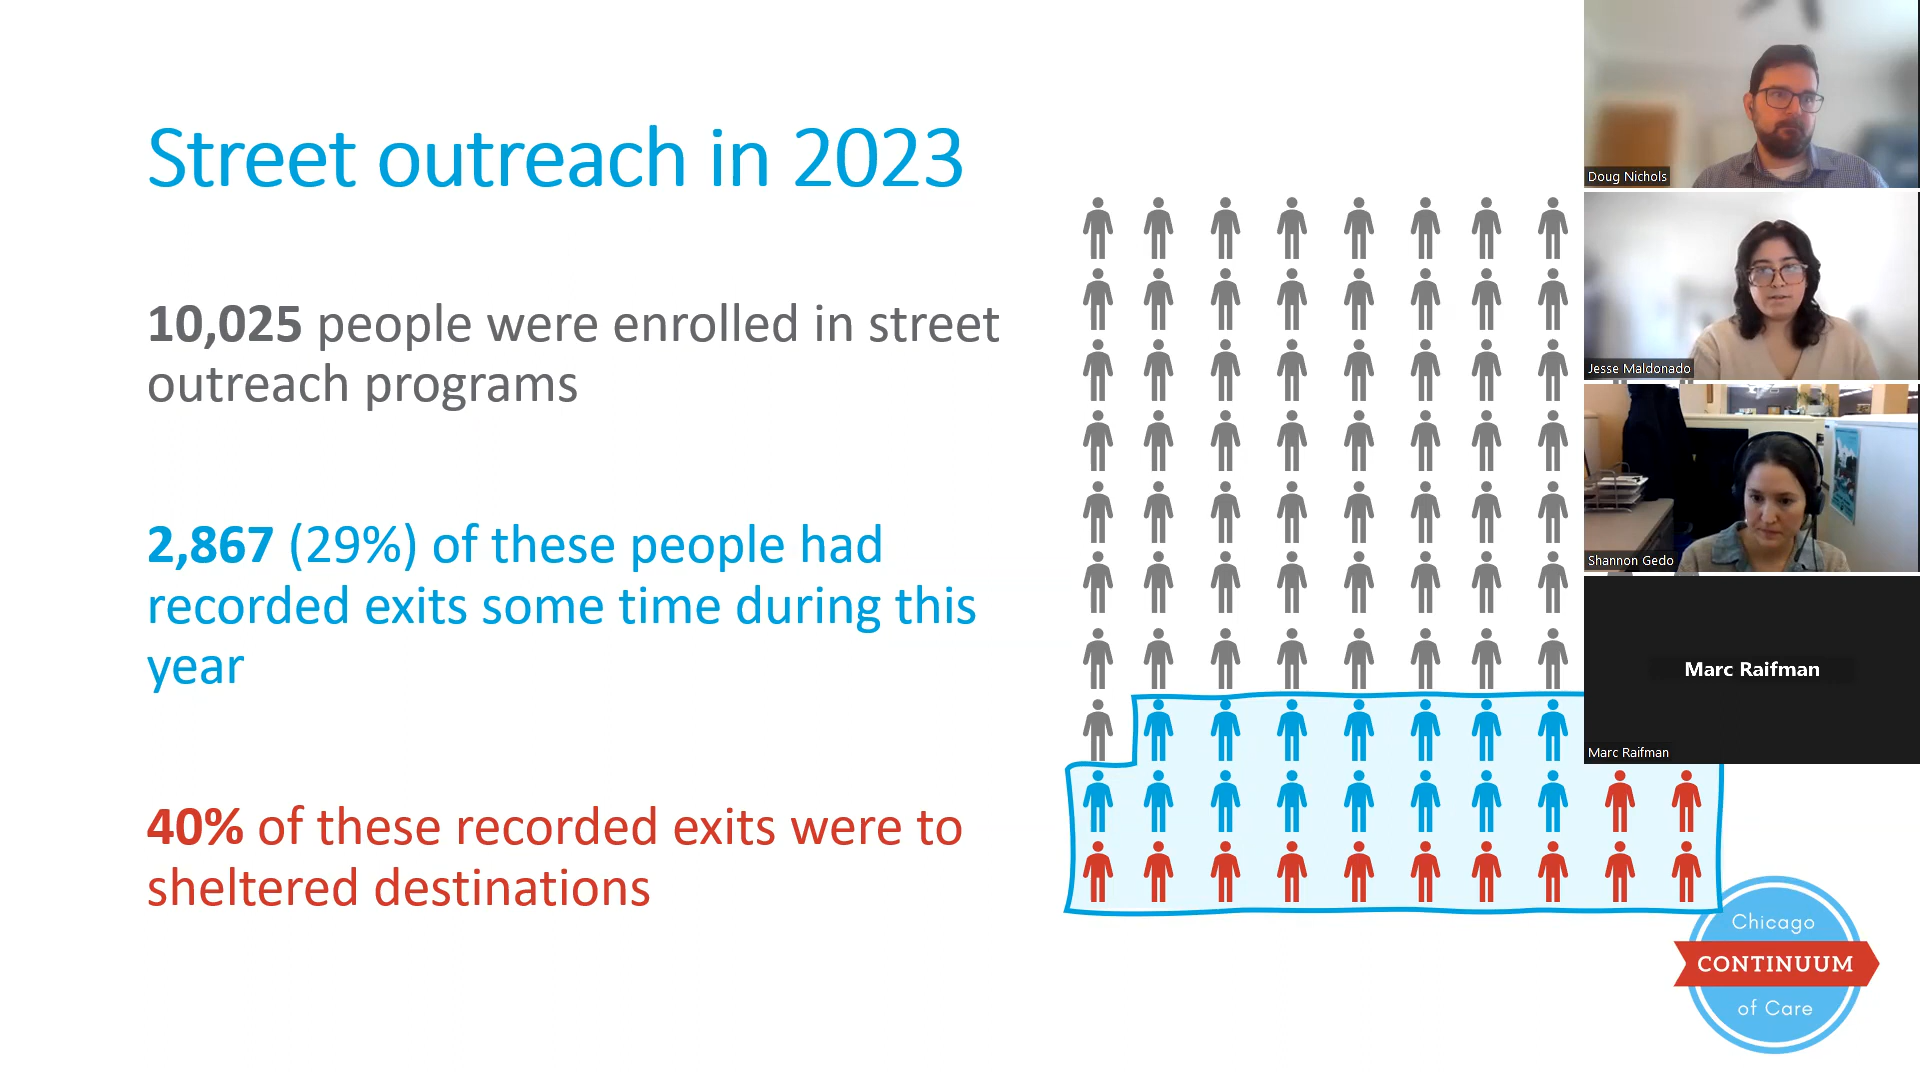 Street outreach in 2023
10,025 people were enrolled in street
outreach programs
2,867 (29%) of these people had
recorded exits some time during this
year
40% of these recorded exits were to
sheltered destinations
Doug Nichols
Jesse Maldonado
Shannon Gedo
Marc Raifman
Marc Raifman
Chicago
CONTINUUM
of Care